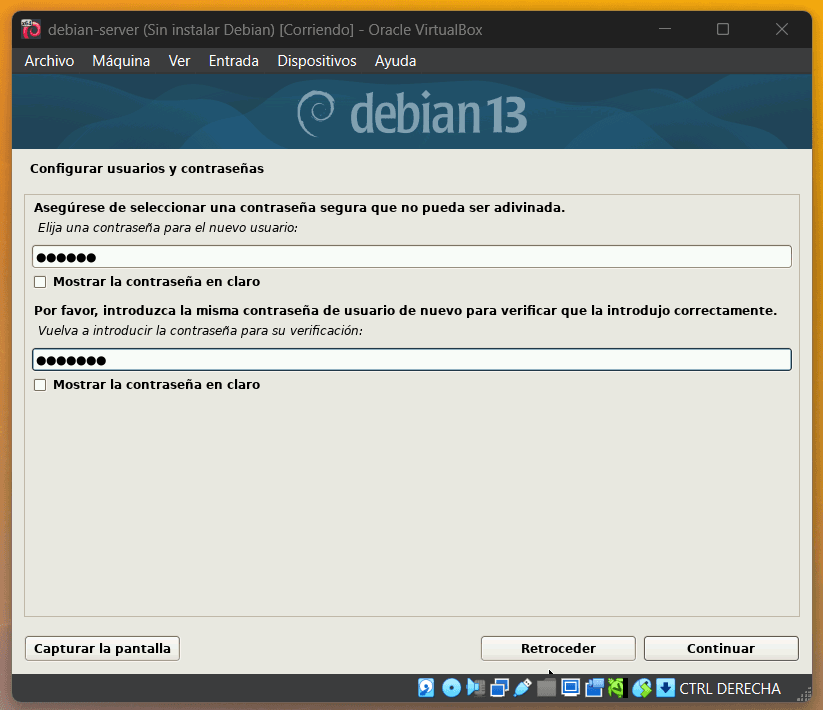 debian-server (Sin instalar Debian) [Corriendo] - Oracle VirtualBox
Archivo Máquina Ver Entrada Dispositivos Ayuda
debian 13
Configurar usuarios y contraseñas
Asegúrese de seleccionar una contraseña segura que no pueda ser adivinada.
Elija una contraseña para el nuevo usuario:
●●●●●●
Mostrar la contraseña en claro
Por favor, introduzca la misma contraseña de usuario de nuevo para verificar que la introdujo correctamente.
Vuelva a introducir la contraseña para su verificación:
●●●●●●●
Mostrar la contraseña en claro
Capturar la pantalla Retroceder Continuar
CTRL DERECHA